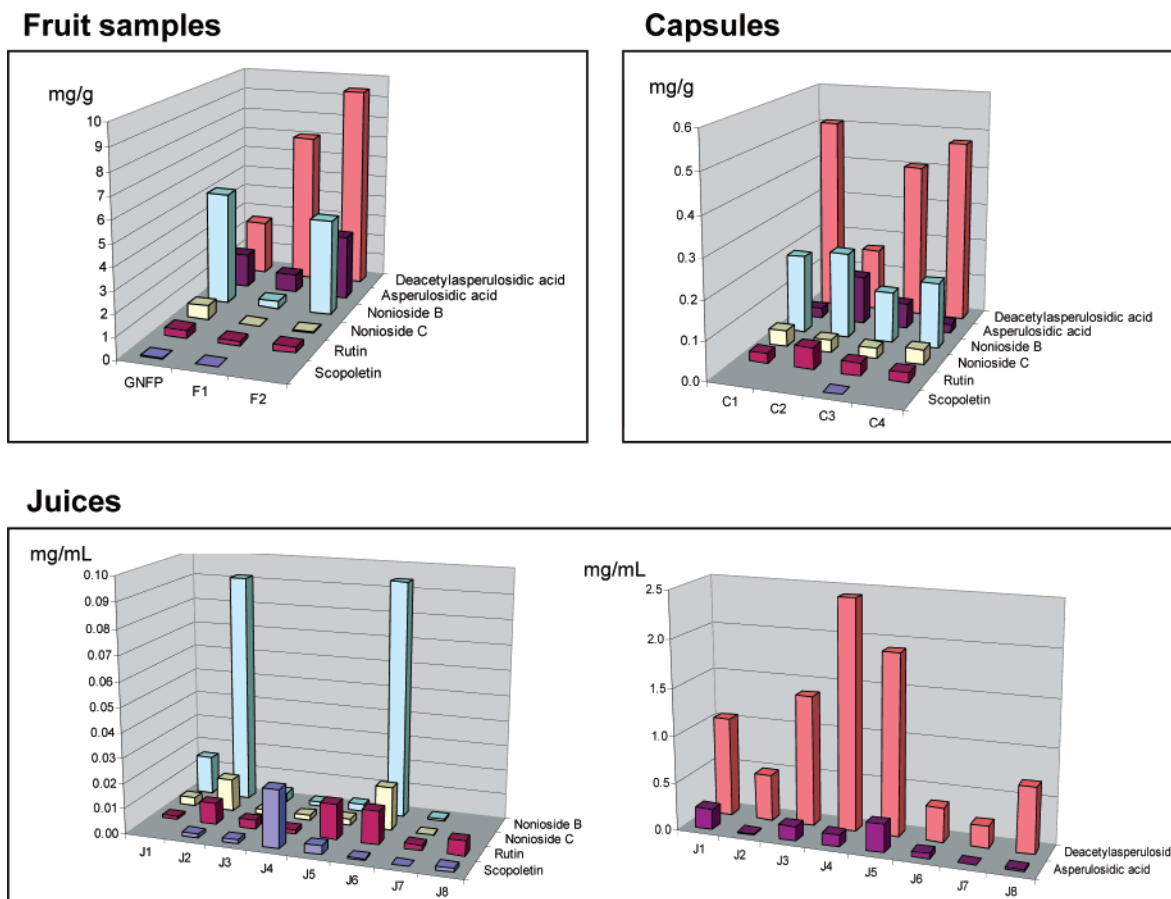 Fruit samples
mg/g
10
9
8
7
6
5
4
3
2
1
0
GNFP
F1
F2
Deacetylasperulosidic acid
Asperulosidic acid
Nonioside B
Nonioside C
Rutin
Scopoletin
Capsules
mg/g
0.6
0.5
0.4
0.3
0.2
0.1
0.0
C1
C2
C3
C4
Deacetylasperulosidic acid
Asperulosidic acid
Nonioside B
Nonioside C
Rutin
Scopoletin
Juices
mg/mL
0.10
0.09
0.08
0.07
0.06
0.05
0.04
0.03
0.02
0.01
0.00
J1
J2
J3
J4
J5
J6
J7
J8
Nonioside B
Nonioside C
Rutin
Scopoletin
mg/mL
2.5
2.0
1.5
1.0
0.5
0.0
J1
J2
J3
J4
J5
J6
J7
J8
Deacetylasperulosid
Asperulosidic acid